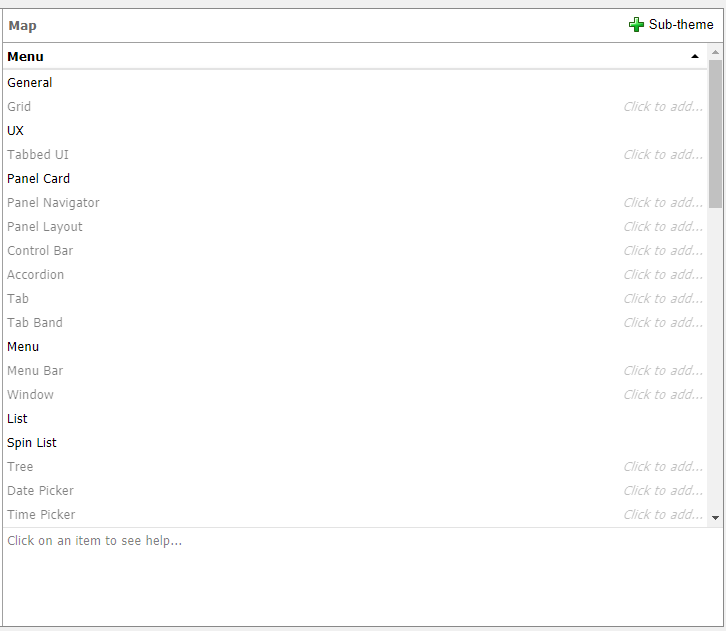 Map Sub-theme
Menu
General
Grid Click to add...
UX
Tabbed UI Click to add...
Panel Card
Panel Navigator Click to add...
Panel Layout Click to add...
Control Bar Click to add...
Accordion Click to add...
Tab Click to add...
Tab Band Click to add...
Menu
Menu Bar Click to add...
Window Click to add...
List
Spin List
Tree Click to add...
Date Picker Click to add...
Time Picker Click to add...
Click on an item to see help...